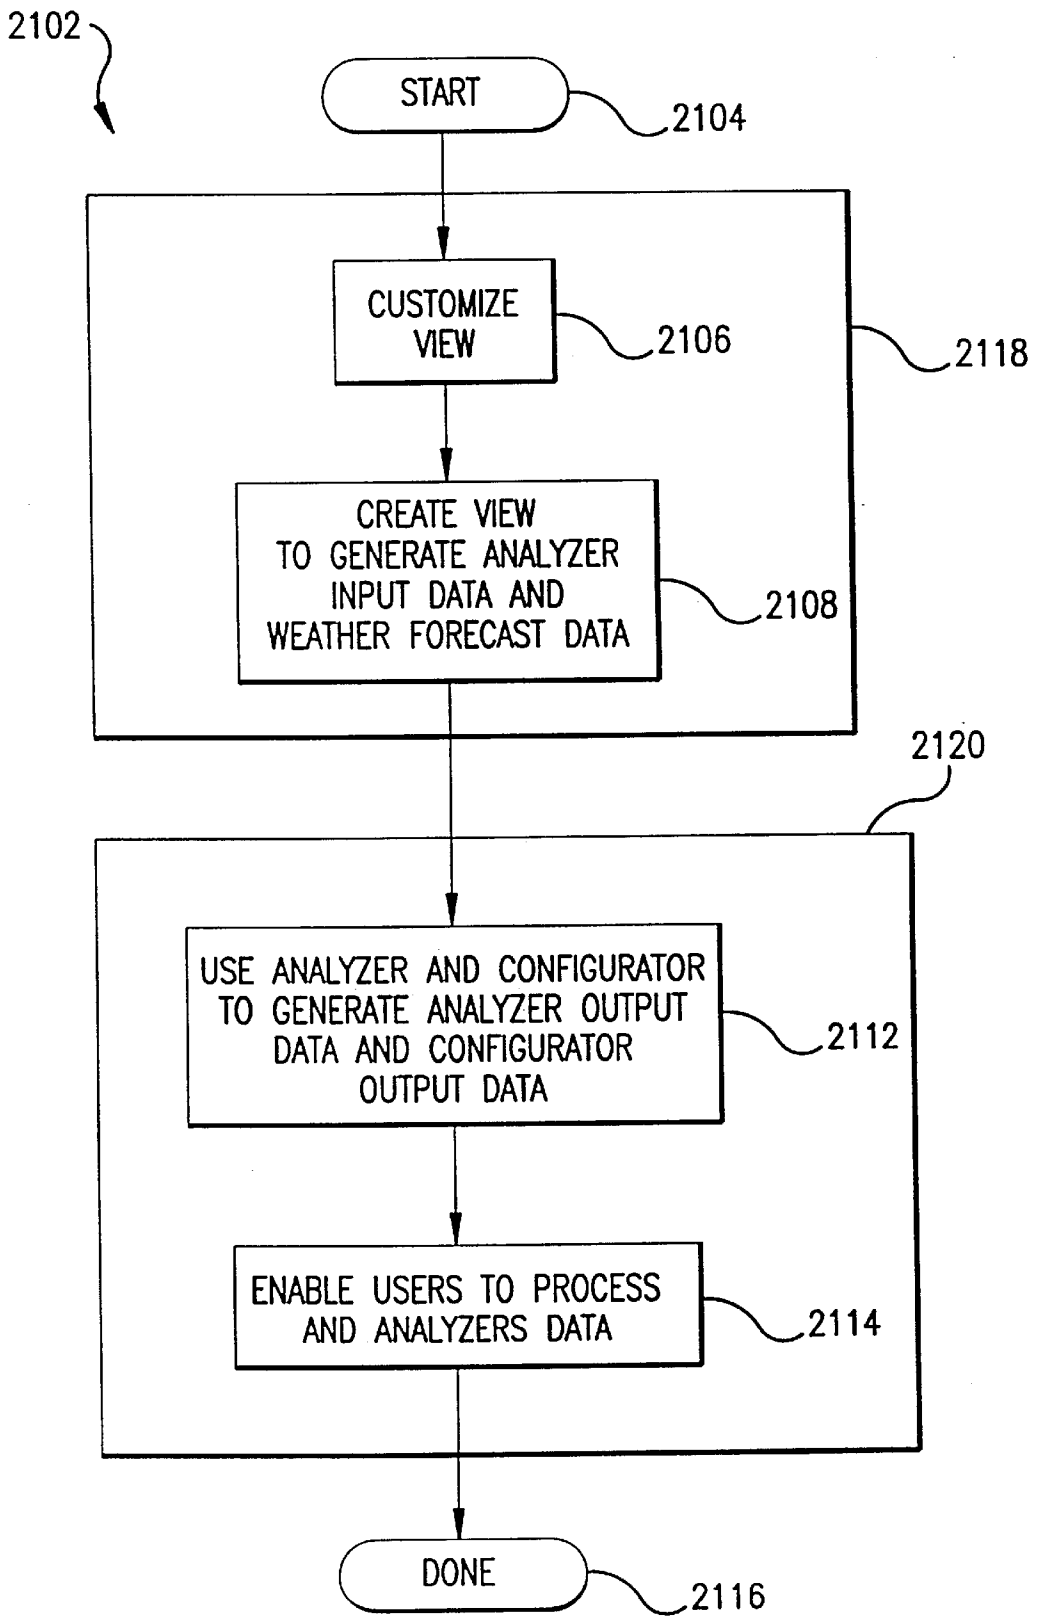 2102
START
2104
CUSTOMIZE
VIEW
2106
2118
CREATE VIEW
TO GENERATE ANALYZER
INPUT DATA AND
WEATHER FORECAST DATA
2108
2120
USE ANALYZER AND CONFIGURATOR
TO GENERATE ANALYZER OUTPUT
DATA AND CONFIGURATOR
OUTPUT DATA
2112
ENABLE USERS TO PROCESS
AND ANALYZERS DATA
2114
DONE
2116